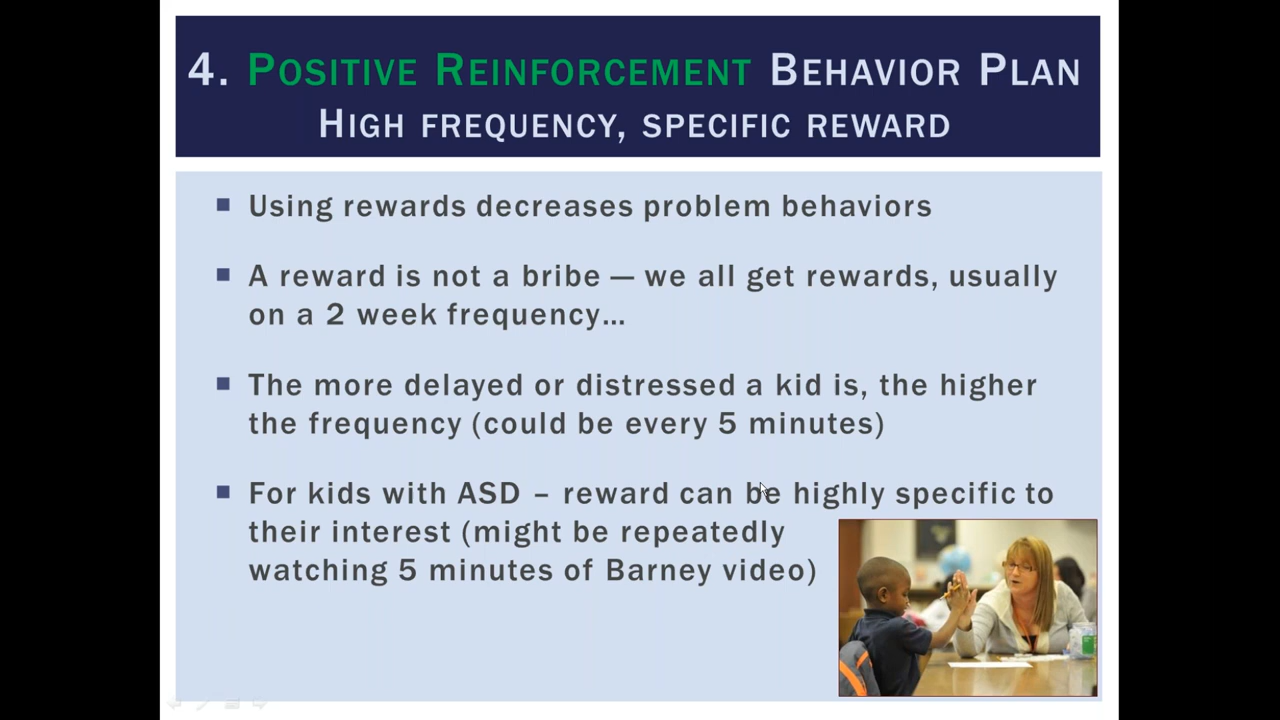 4. POSITIVE REINFORCEMENT BEHAVIOR PLAN
HIGH FREQUENCY, SPECIFIC REWARD
Using rewards decreases problem behaviors
A reward is not a bribe — we all get rewards, usually
on a 2 week frequency…
The more delayed or distressed a kid is, the higher
the frequency (could be every 5 minutes)
For kids with ASD – reward can be highly specific to
their interest (might be repeatedly
watching 5 minutes of Barney video)